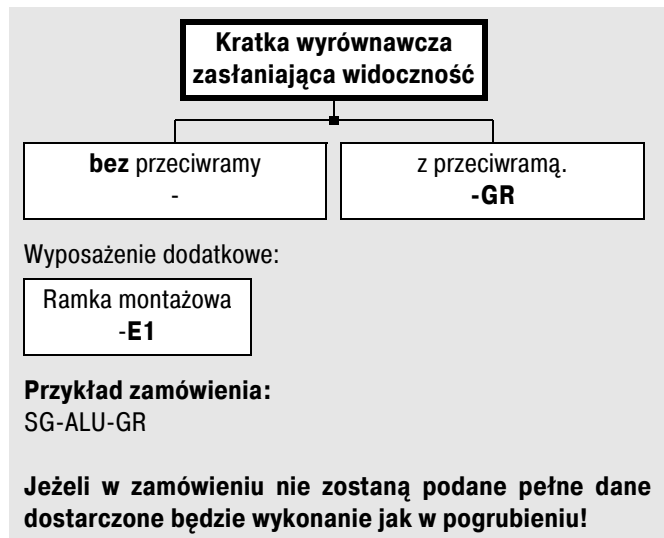 Kratka wyrównawcza
zasłaniająca widoczność
bez przeciwramy
-
z przeciwramą.
-GR
Wyposażenie dodatkowe:
Ramka montażowa
-E1
Przykład zamówienia:
SG-ALU-GR
Jeżeli w zamówieniu nie zostaną podane pełne dane
dostarczone będzie wykonanie jak w pogrubieniu!